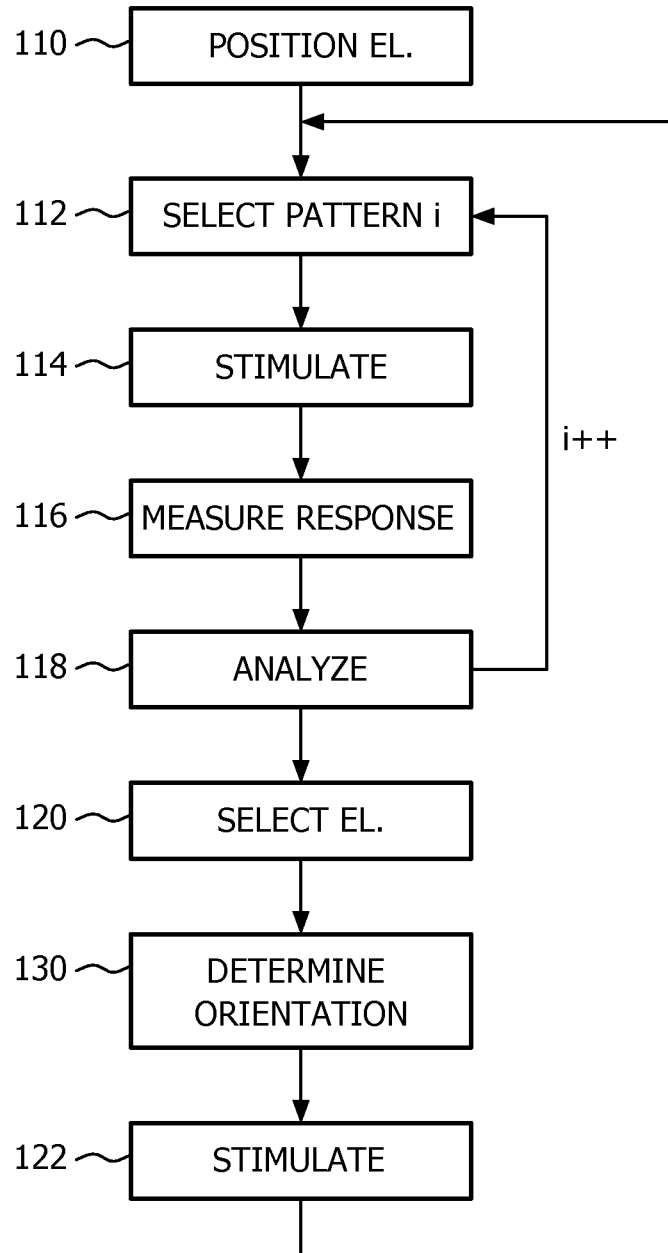 110 POSITION EL.
112 SELECT PATTERN i
114 STIMULATE
i++
116 MEASURE RESPONSE
118 ANALYZE
120 SELECT EL.
130 DETERMINE
ORIENTATION
122 STIMULATE